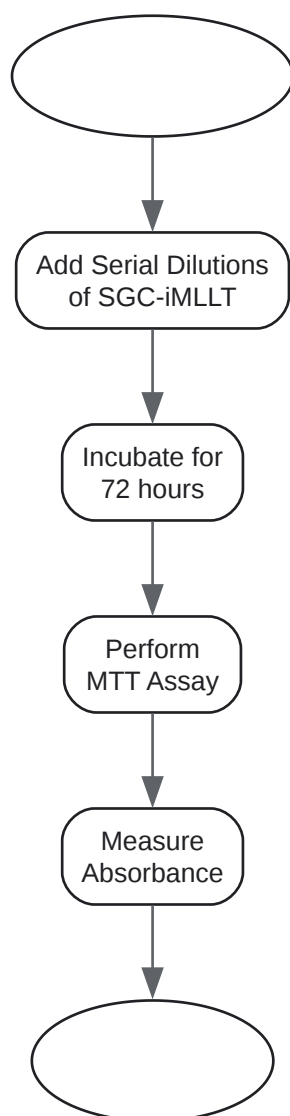 Add Serial Dilutions
of SGC-iMLLT
Incubate for
72 hours
Perform
MTT Assay
Measure
Absorbance